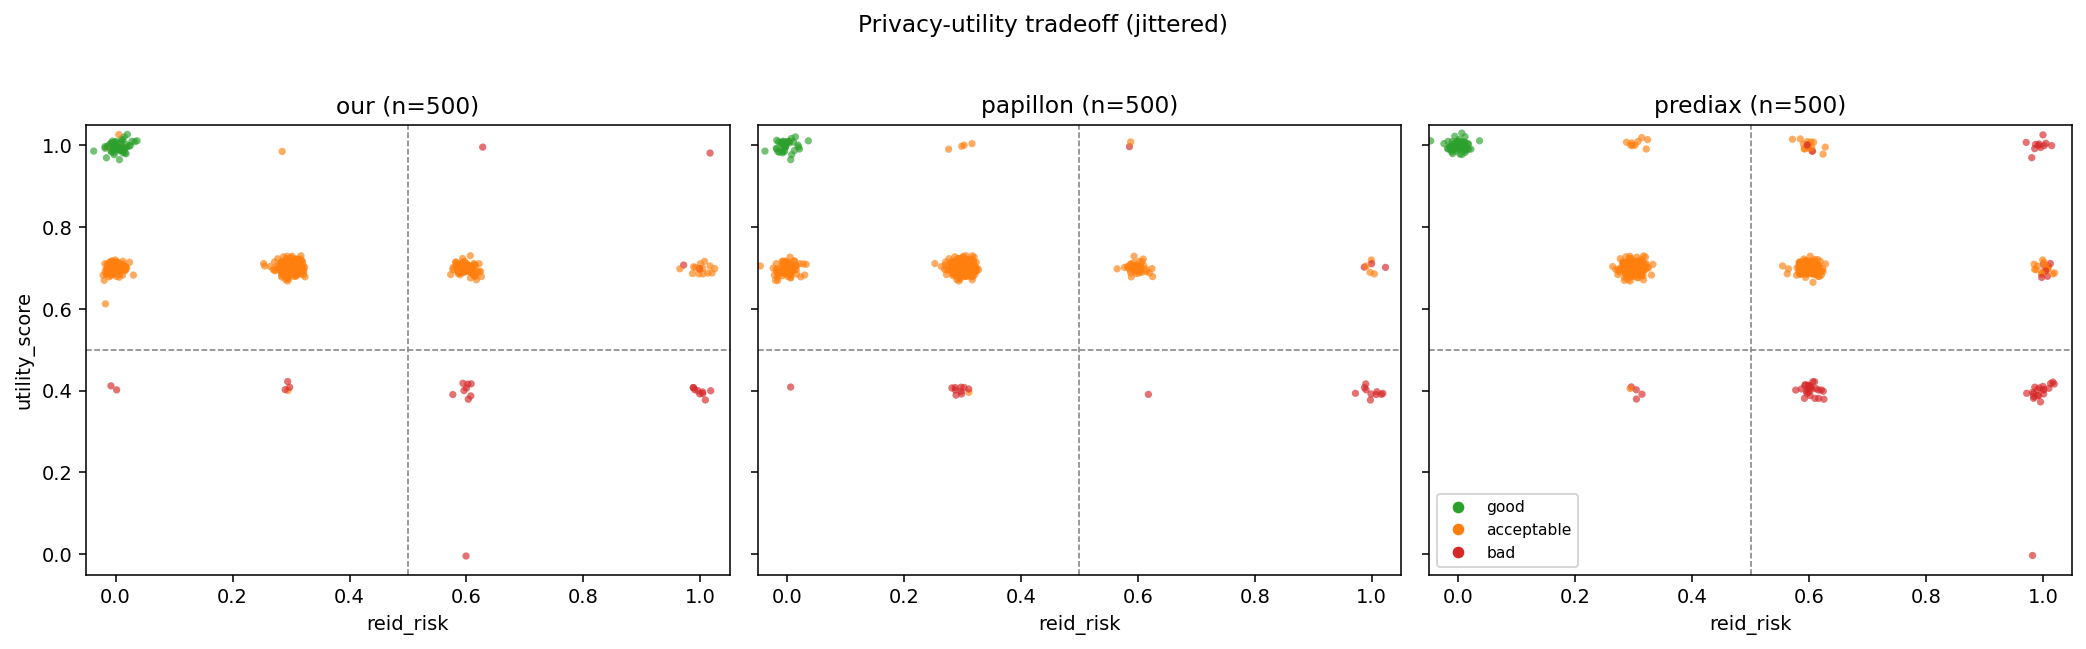 Privacy-utility tradeoff (jittered)
our (n=500)
papillon (n=500)
prediax (n=500)
utility_score
1.0
0.8
0.6
0.4
0.2
0.0
good
acceptable
bad
0.0 0.2 0.4 0.6 0.8 1.0
0.0 0.2 0.4 0.6 0.8 1.0
0.0 0.2 0.4 0.6 0.8 1.0
reid_risk
reid_risk
reid_risk